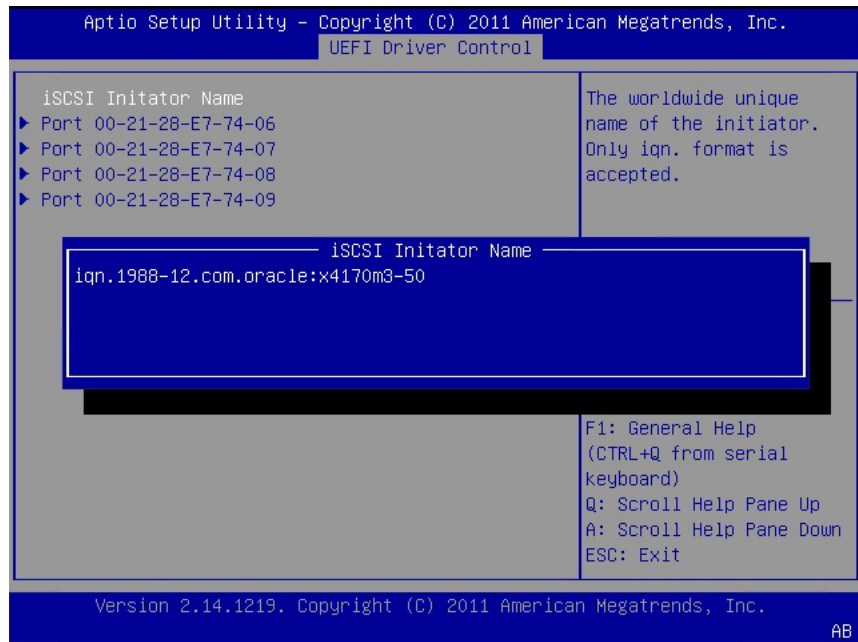 Aptio Setup Utility – Copyright (C) 2011 American Megatrends, Inc.
UEFI Driver Control
iSCSI Initator Name
Port 00-21-28-E7-74-06
Port 00-21-28-E7-74-07
Port 00-21-28-E7-74-08
Port 00-21-28-E7-74-09
The worldwide unique
name of the initiator.
Only iqn. format is
accepted.
iSCSI Initator Name
iqn.1988-12.com.oracle:x4170m3-50
F1: General Help
(CTRL+Q from serial
keyboard)
Q: Scroll Help Pane Up
A: Scroll Help Pane Down
ESC: Exit
Version 2.14.1219. Copyright (C) 2011 American Megatrends, Inc.
AB